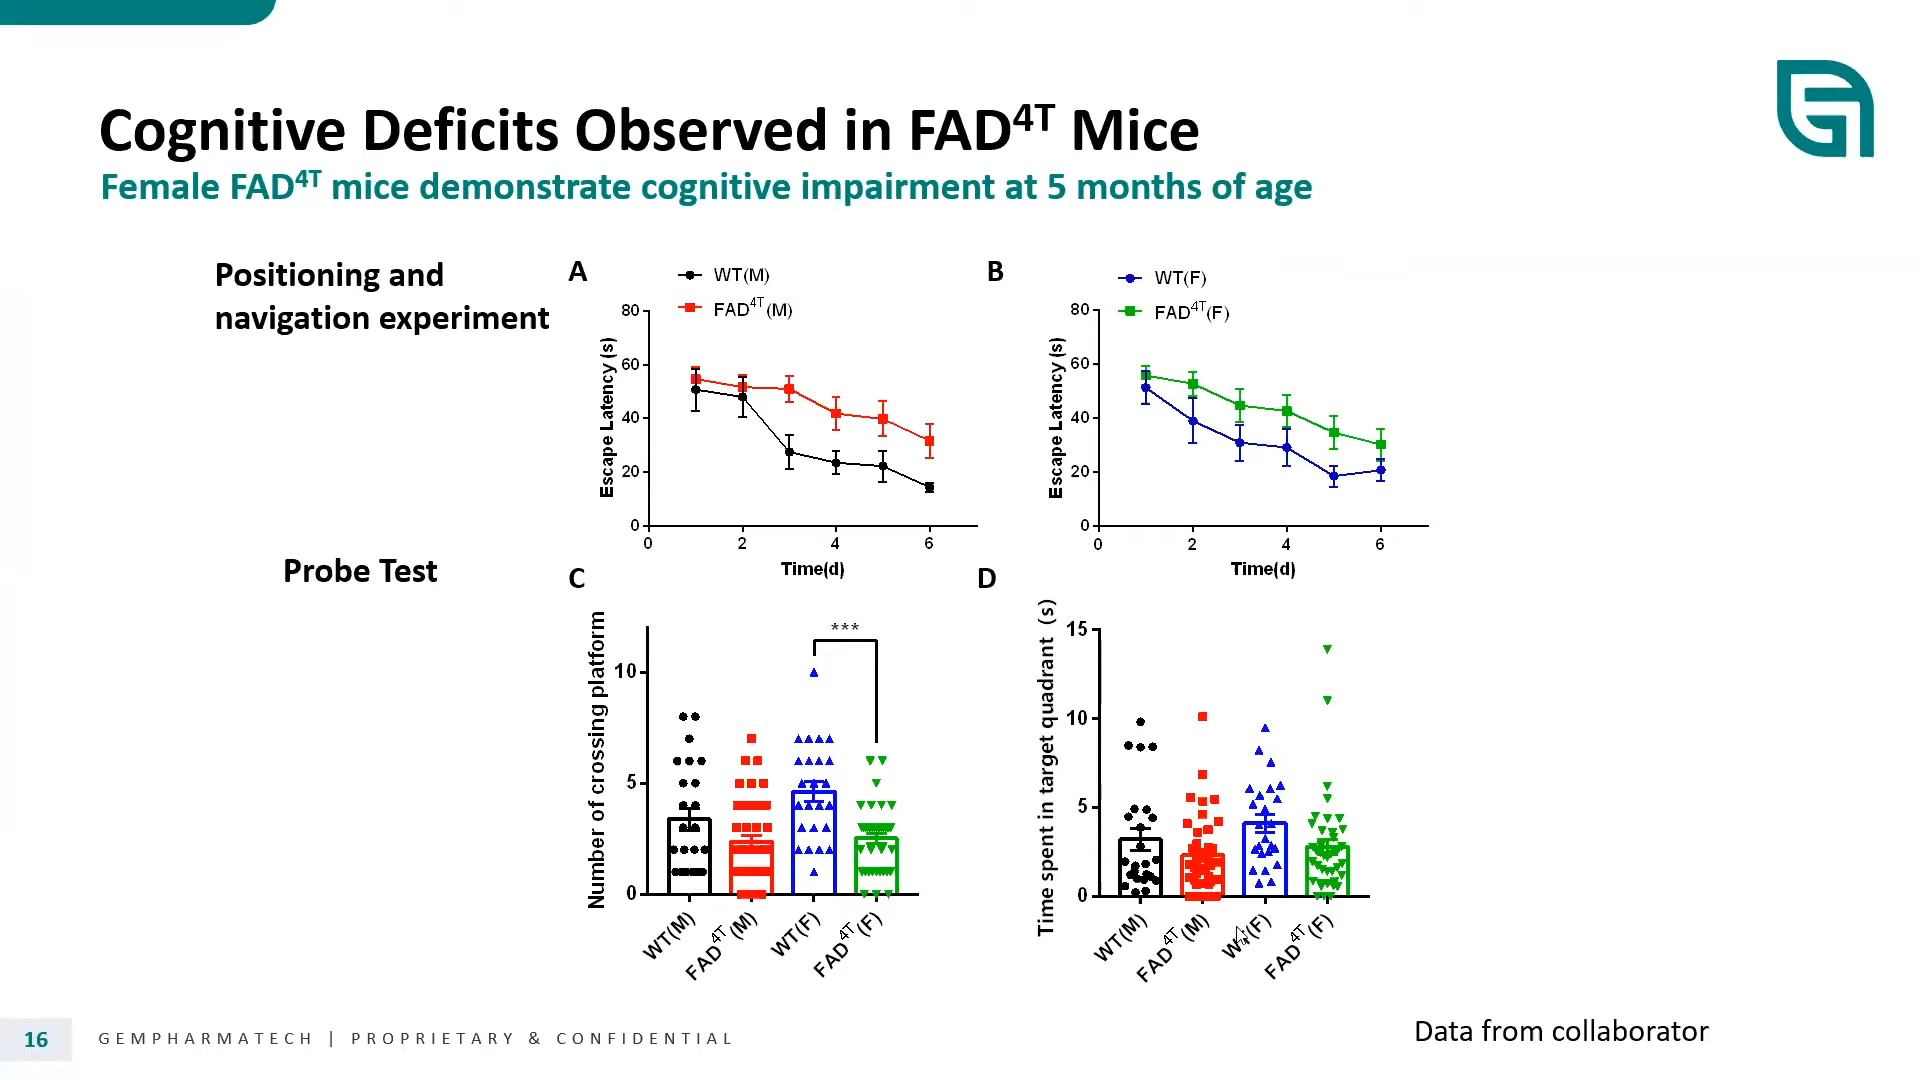 Cognitive Deficits Observed in FAD4T Mice
Female FAD4T mice demonstrate cognitive impairment at 5 months of age
Positioning and
navigation experiment
A
WT(M)
FAD4T(M)
80
60
40
20
0
0 2 4 6
Escape Latency (s)
Time(d)
B
WT(F)
FAD4T(F)
80
60
40
20
0
0 2 4 6
Escape Latency (s)
Time(d)
Probe Test
C
***
10
5
0
Number of crossing platform
WT(M) FAD4T(M) WT(F) FAD4T(F)
D
15
10
5
0
Time spent in target quadrant (s)
WT(M) FAD4T(M) WT(F) FAD4T(F)
16
GEMPHARMATECH | PROPRIETARY & CONFIDENTIAL
Data from collaborator